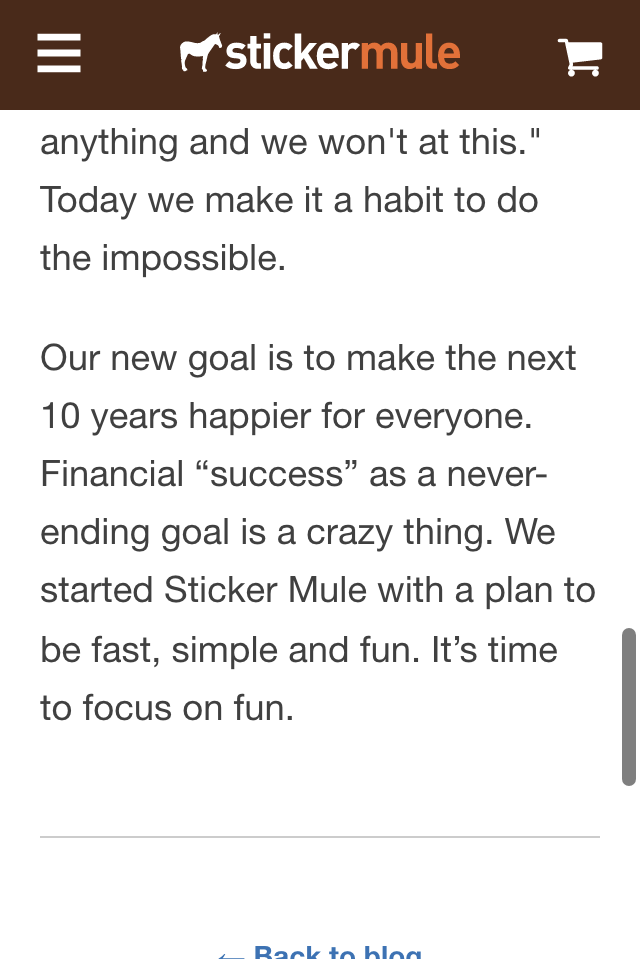 stickermule
anything and we won't at this."
Today we make it a habit to do
the impossible.
Our new goal is to make the next
10 years happier for everyone.
Financial “success” as a never-
ending goal is a crazy thing. We
started Sticker Mule with a plan to
be fast, simple and fun. It’s time
to focus on fun.
← Back to blog